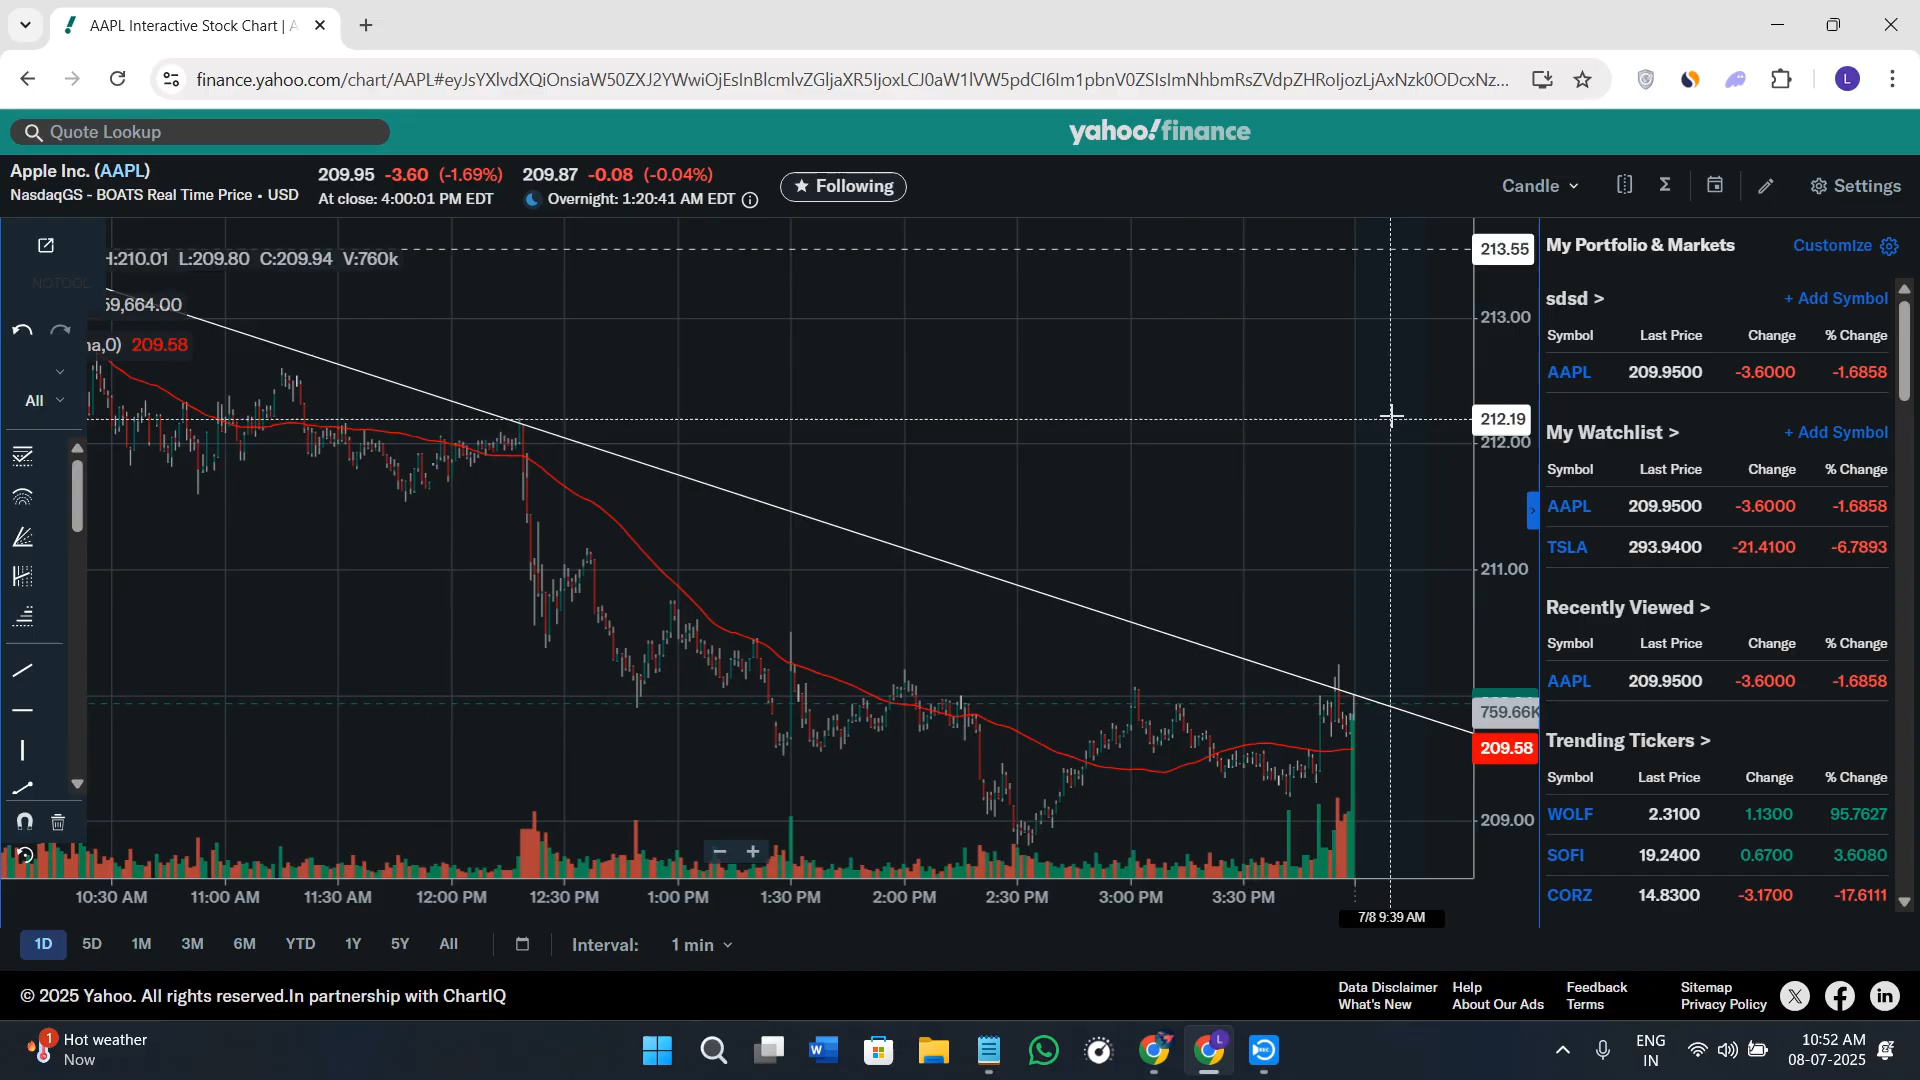 AAPL Interactive Stock Chart | A
finance.yahoo.com/chart/AAPL#eyJsYXlvdXQiOnsiaW50ZXJ2YWwiOjEsInBlcmlvZGljaXR5IjoxLCJ0aW1lVW5pdCI6Im1pbnV0ZSIsImNhbmRsZVdpZHRoIjozLjAxNzk0ODcxNz...
L
Quote Lookup
yahoo!finance
Apple Inc. (AAPL)
NasdaqGS - BOATS Real Time Price • USD
209.95 -3.60 (-1.69%)
At close: 4:00:01 PM EDT
209.87 -0.08 (-0.04%)
Overnight: 1:20:41 AM EDT
Following
Candle
Settings
H:210.01 L:209.80 C:209.94 V:760k
NO TOOL
59,664.00
na,0) 209.58
All
213.55
213.00
212.19
212.00
211.00
759.66K
209.58
209.00
10:30 AM 11:00 AM 11:30 AM 12:00 PM 12:30 PM 1:00 PM 1:30 PM 2:00 PM 2:30 PM 3:00 PM 3:30 PM
7/8 9:39 AM
1D 5D 1M 3M 6M YTD 1Y 5Y All Interval: 1 min
My Portfolio & Markets Customize
sdsd > + Add Symbol
Symbol Last Price Change % Change
AAPL 209.9500 -3.6000 -1.6858
My Watchlist > + Add Symbol
Symbol Last Price Change % Change
AAPL 209.9500 -3.6000 -1.6858
TSLA 293.9400 -21.4100 -6.7893
Recently Viewed >
Symbol Last Price Change % Change
AAPL 209.9500 -3.6000 -1.6858
Trending Tickers >
Symbol Last Price Change % Change
WOLF 2.3100 1.1300 95.7627
SOFI 19.2400 0.6700 3.6080
CORZ 14.8300 -3.1700 -17.6111
© 2025 Yahoo. All rights reserved.In partnership with ChartIQ
Data Disclaimer Help Feedback Sitemap
What's New About Our Ads Terms Privacy Policy
1
Hot weather
Now
W
L
ENG
IN
10:52 AM
08-07-2025